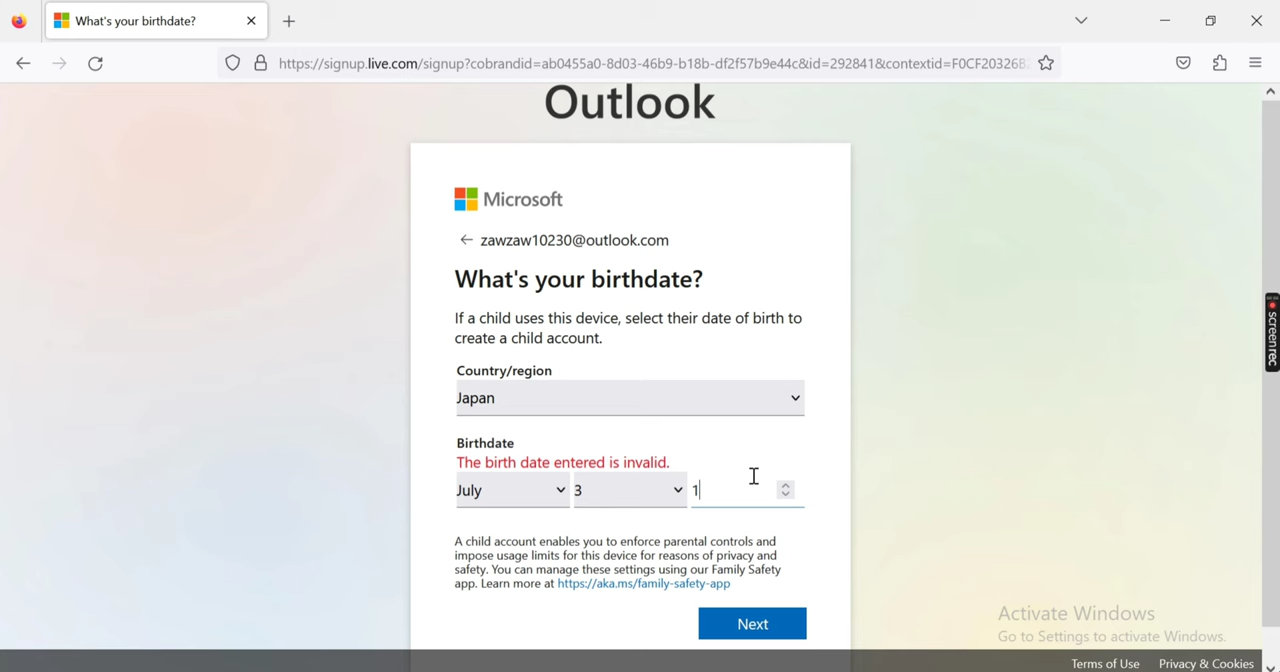 What's your birthdate?
https://signup.live.com/signup?cobrandid=ab0455a0-8d03-46b9-b18b-df2f57b9e44c&id=292841&contextid=F0CF20326B
Outlook
Microsoft
← zawzaw10230@outlook.com
What's your birthdate?
If a child uses this device, select their date of birth to
create a child account.
Country/region
Japan
Birthdate
The birth date entered is invalid.
July 3 1
A child account enables you to enforce parental controls and
impose usage limits for this device for reasons of privacy and
safety. You can manage these settings using our Family Safety
app. Learn more at https://aka.ms/family-safety-app
Next
screenrec
Activate Windows
Go to Settings to activate Windows.
Terms of Use Privacy & Cookies